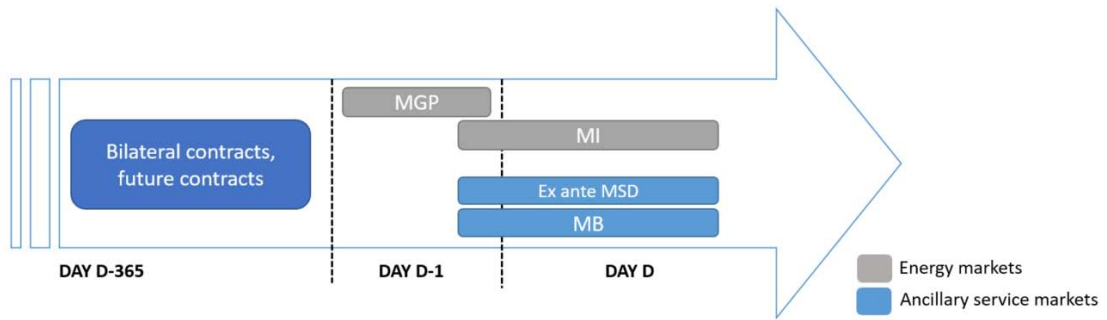 MGP
MI
Bilateral contracts,
future contracts
Ex ante MSD
MB
DAY D-365
DAY D-1
DAY D
Energy markets
Ancillary service markets